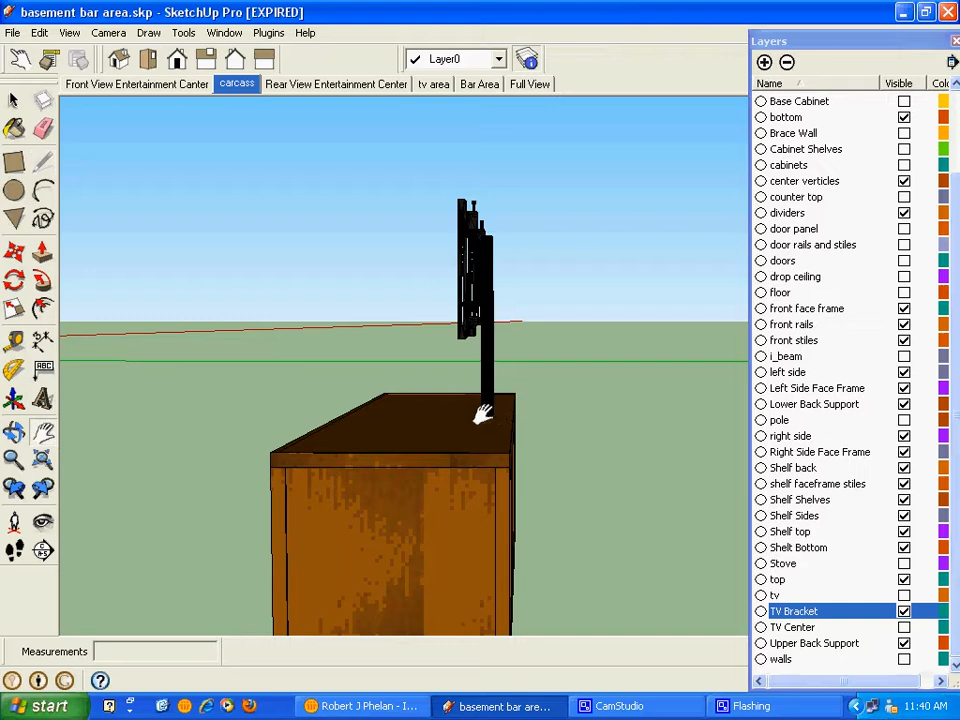 basement bar area.skp - SketchUp Pro [EXPIRED]
File Edit View Camera Draw Tools Window Plugins Help
Layer0
Front View Entertainment Canter carcass Rear View Entertainment Center tv area Bar Area Full View
Layers
Name Visible Colo
Base Cabinet
bottom
Brace Wall
Cabinet Shelves
cabinets
center verticles
counter top
dividers
door panel
door rails and stiles
doors
drop ceiling
floor
front face frame
front rails
front stiles
i_beam
left side
Left Side Face Frame
Lower Back Support
pole
right side
Right Side Face Frame
Shelf back
shelf faceframe stiles
Shelf Shelves
Shelf Sides
Shelf top
Shelt Bottom
Stove
top
tv
TV Bracket
TV Center
Upper Back Support
walls
ABC
Measurements
start
Robert J Phelan - I...
basement bar are...
CamStudio
Flashing
11:40 AM